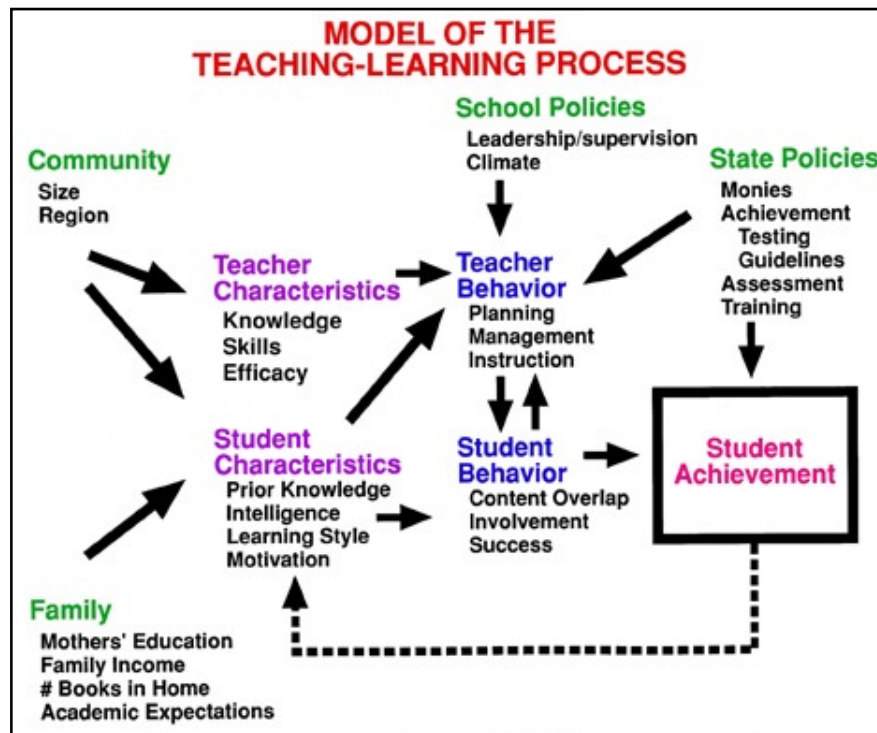 MODEL OF THE
TEACHING-LEARNING PROCESS
School Policies
Leadership/supervision
Climate
Community
Size
Region
State Policies
Monies
Achievement
Testing
Guidelines
Assessment
Training
Teacher
Characteristics
Knowledge
Skills
Efficacy
Teacher
Behavior
Planning
Management
Instruction
Student
Characteristics
Prior Knowledge
Intelligence
Learning Style
Motivation
Student
Behavior
Content Overlap
Involvement
Success
Student
Achievement
Family
Mothers' Education
Family Income
# Books in Home
Academic Expectations